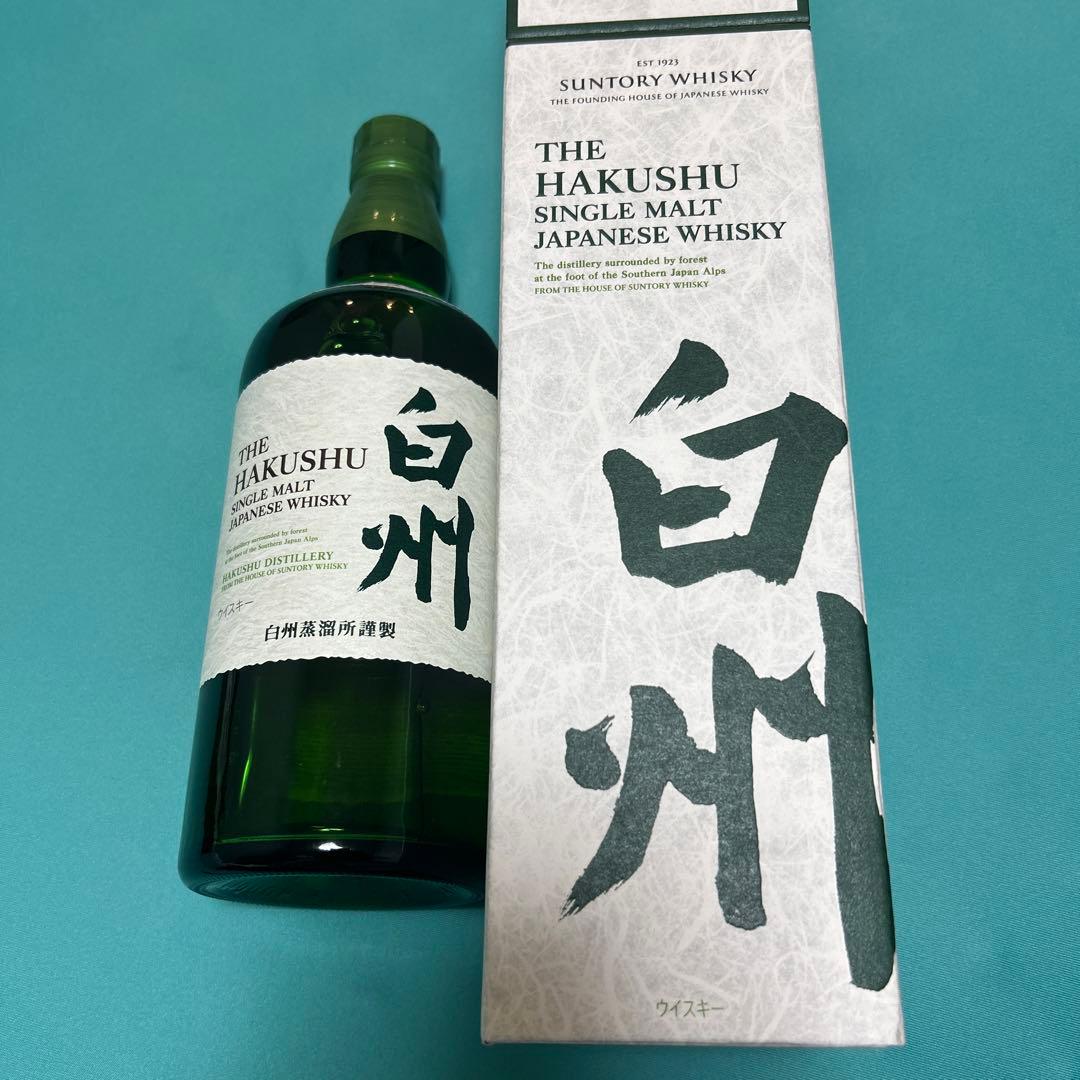 THE
HAKUSHU
SINGLE MALT
JAPANESE WHISKY
The distillery surrounded by forest
at the foot of the Southern Japan Alps
HAKUSHU DISTILLERY
FROM THE HOUSE OF SUNTORY WHISKY
ウイスキー
白州
白州蒸溜所謹製
EST 1923
SUNTORY WHISKY
THE FOUNDING HOUSE OF JAPANESE WHISKY
THE
HAKUSHU
SINGLE MALT
JAPANESE WHISKY
The distillery surrounded by forest
at the foot of the Southern Japan Alps
FROM THE HOUSE OF SUNTORY WHISKY
白州
ウイスキー